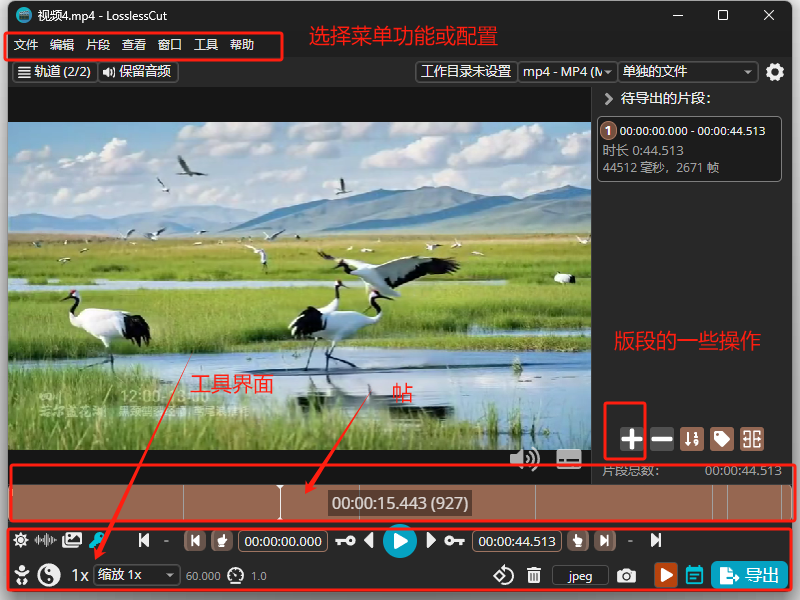 视频4.mp4 - LosslessCut
文件 编辑 片段 查看 窗口 工具 帮助
选择菜单功能或配置
轨道 (2/2) 保留音频
工作目录未设置 mp4 - MP4 (M 单独的文件
待导出的片段：
1 00:00:00.000 - 00:00:44.513
时长 0:44.513
44512 毫秒，2671 帧
版段的一些操作
工具界面
帖
12:00
片段总数： 00:00:44.513
00:00:15.443 (927)
00:00:00.000 00:00:44.513
1x 缩放 1x 60.000 1.0 jpeg 导出